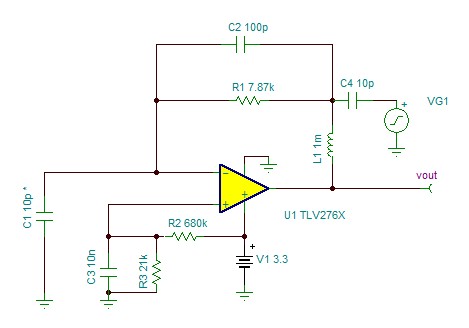 C2 100p
R1 7.87k
C4 10p
+
VG1
L1 1m
vout
C1 10p *
−
+
+
U1 TLV276X
R2 680k
C3 10n
R3 21k
+
V1 3.3